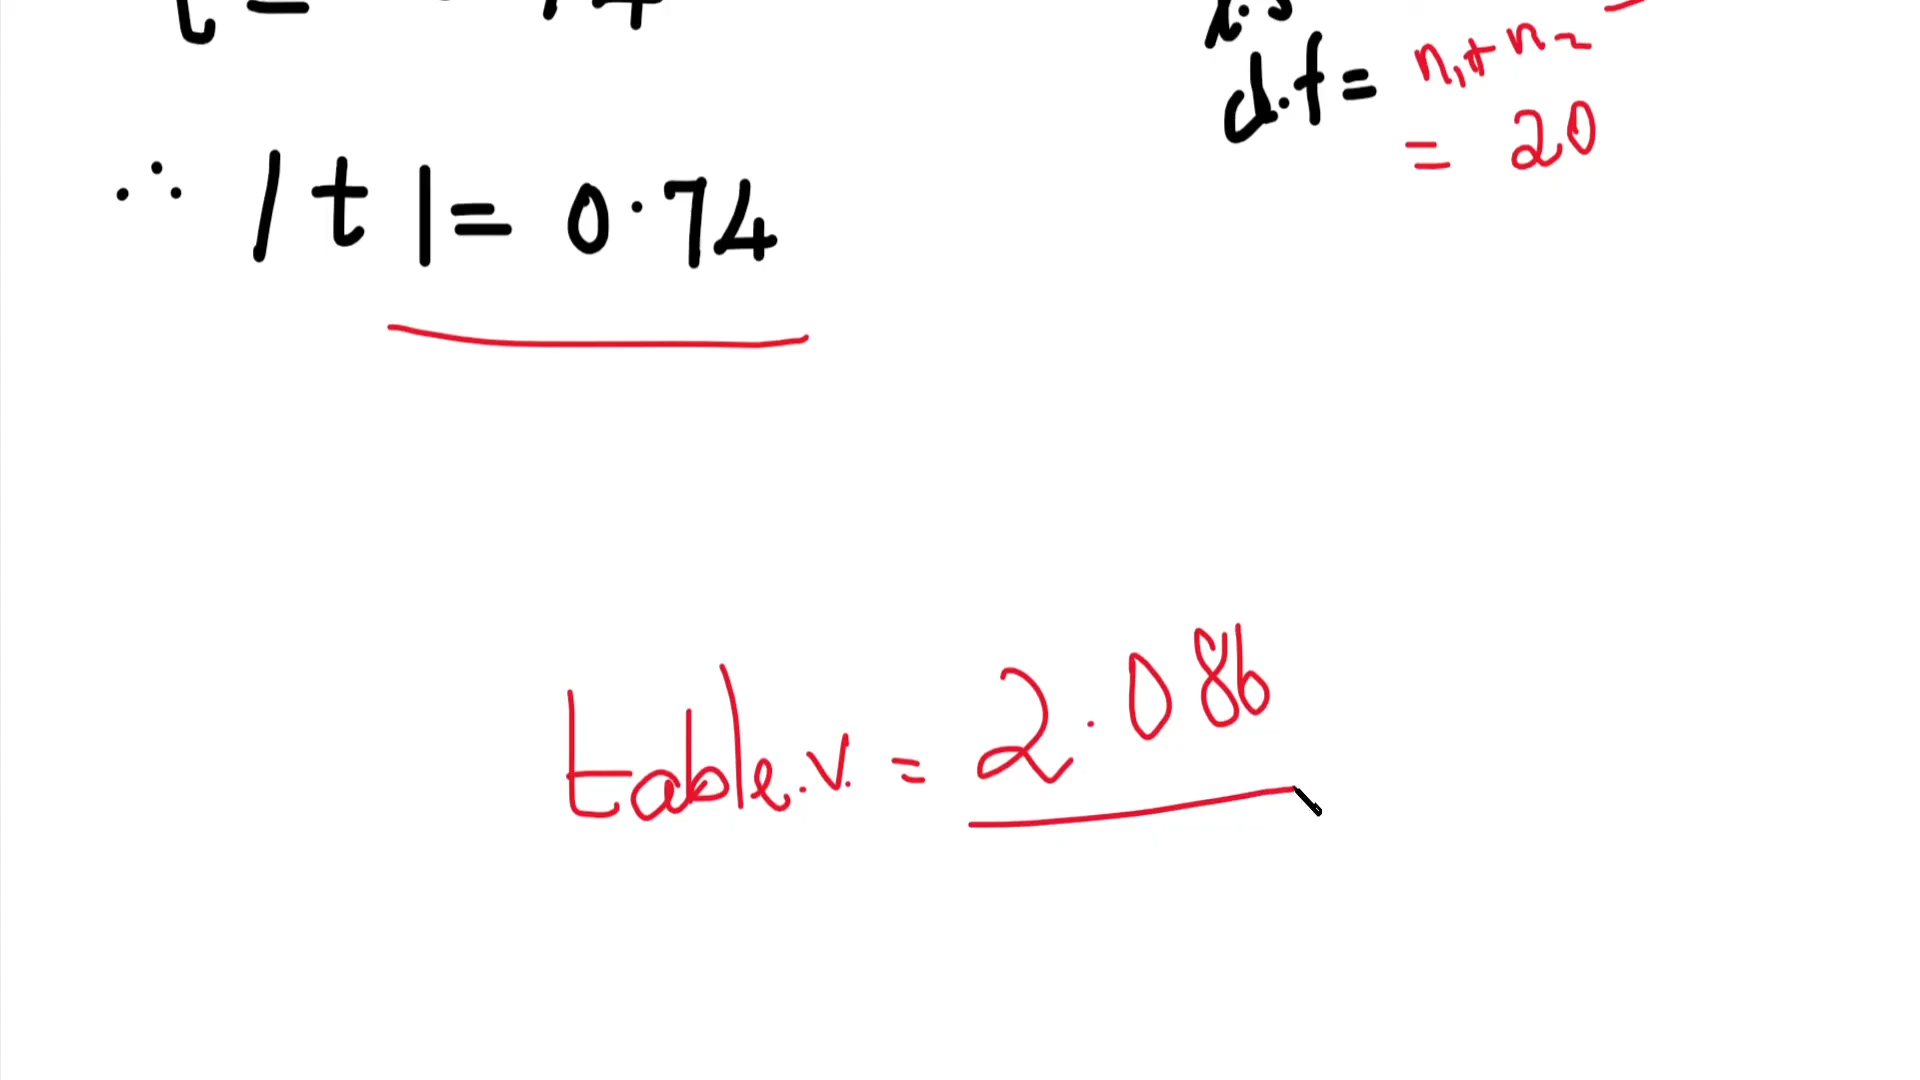 d.f = n₁+n₂
= 20
∴ |t| = 0.74
table.v. = 2.086